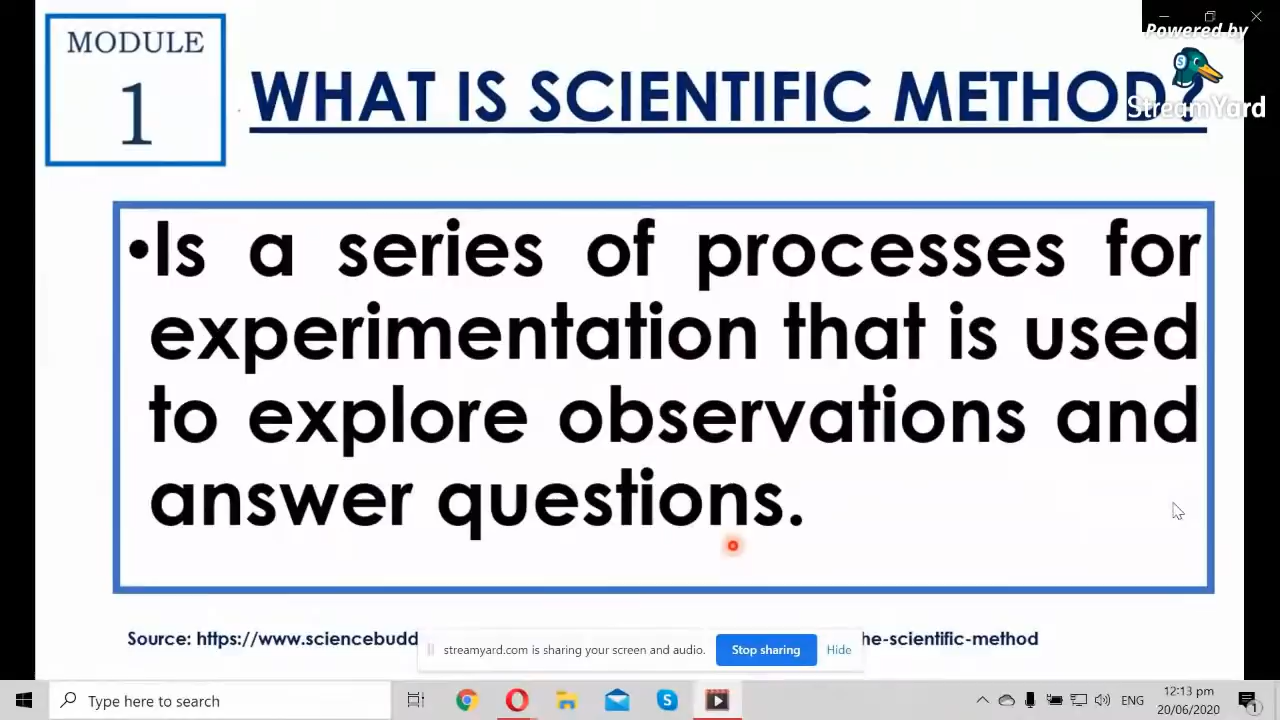 MODULE
1
WHAT IS SCIENTIFIC METHOD?
Powered by
StreamYard
•Is a series of processes for
experimentation that is used
to explore observations and
answer questions.
Source: https://www.sciencebudd he-scientific-method
streamyard.com is sharing your screen and audio. Stop sharing Hide
Type here to search
ENG
12:13 pm
20/06/2020